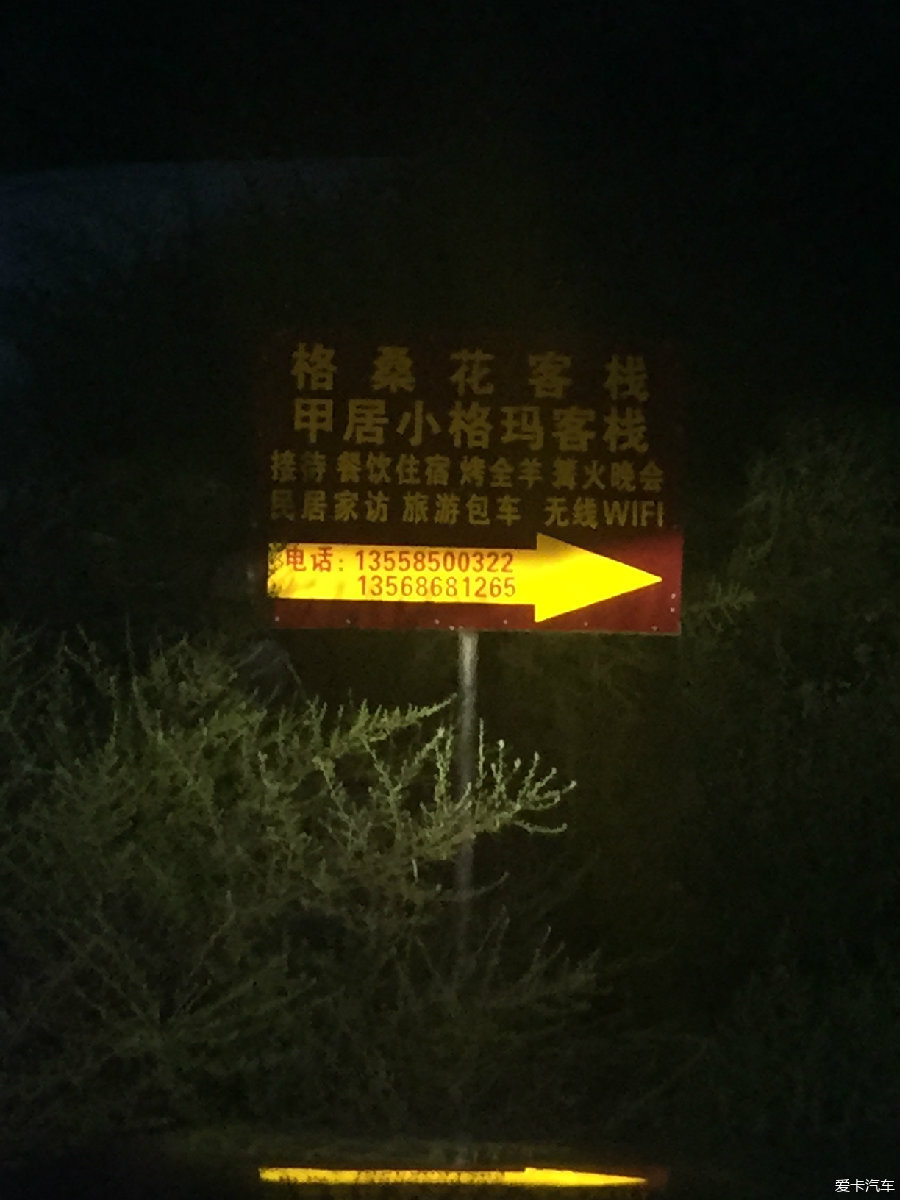 格桑花客栈
甲居小格玛客栈
接待 餐饮住宿 烤全羊 篝火晚会
民居家访 旅游包车 无线WIFI
电话：13558500322
13568681265
爱卡汽车